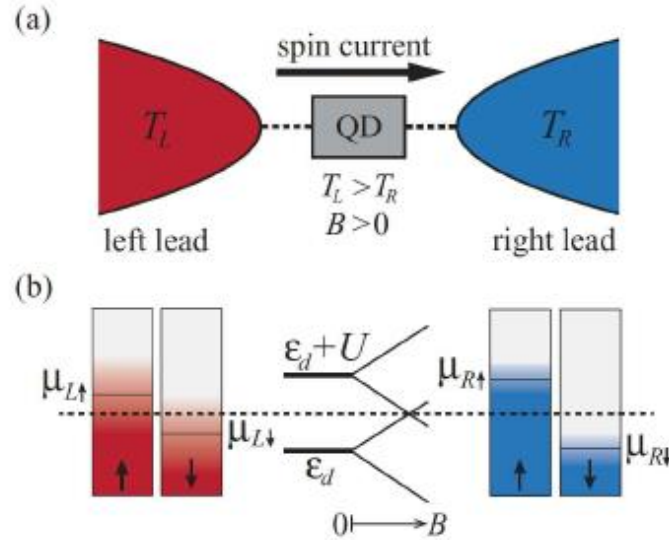 (a)
spin current
T_L
QD
T_R
T_L > T_R
B > 0
left lead
right lead
(b)
ε_d + U
μ_L↑
μ_R↑
μ_L↓
ε_d
μ_R↓
↑ ↓ ↑ ↓
0 B